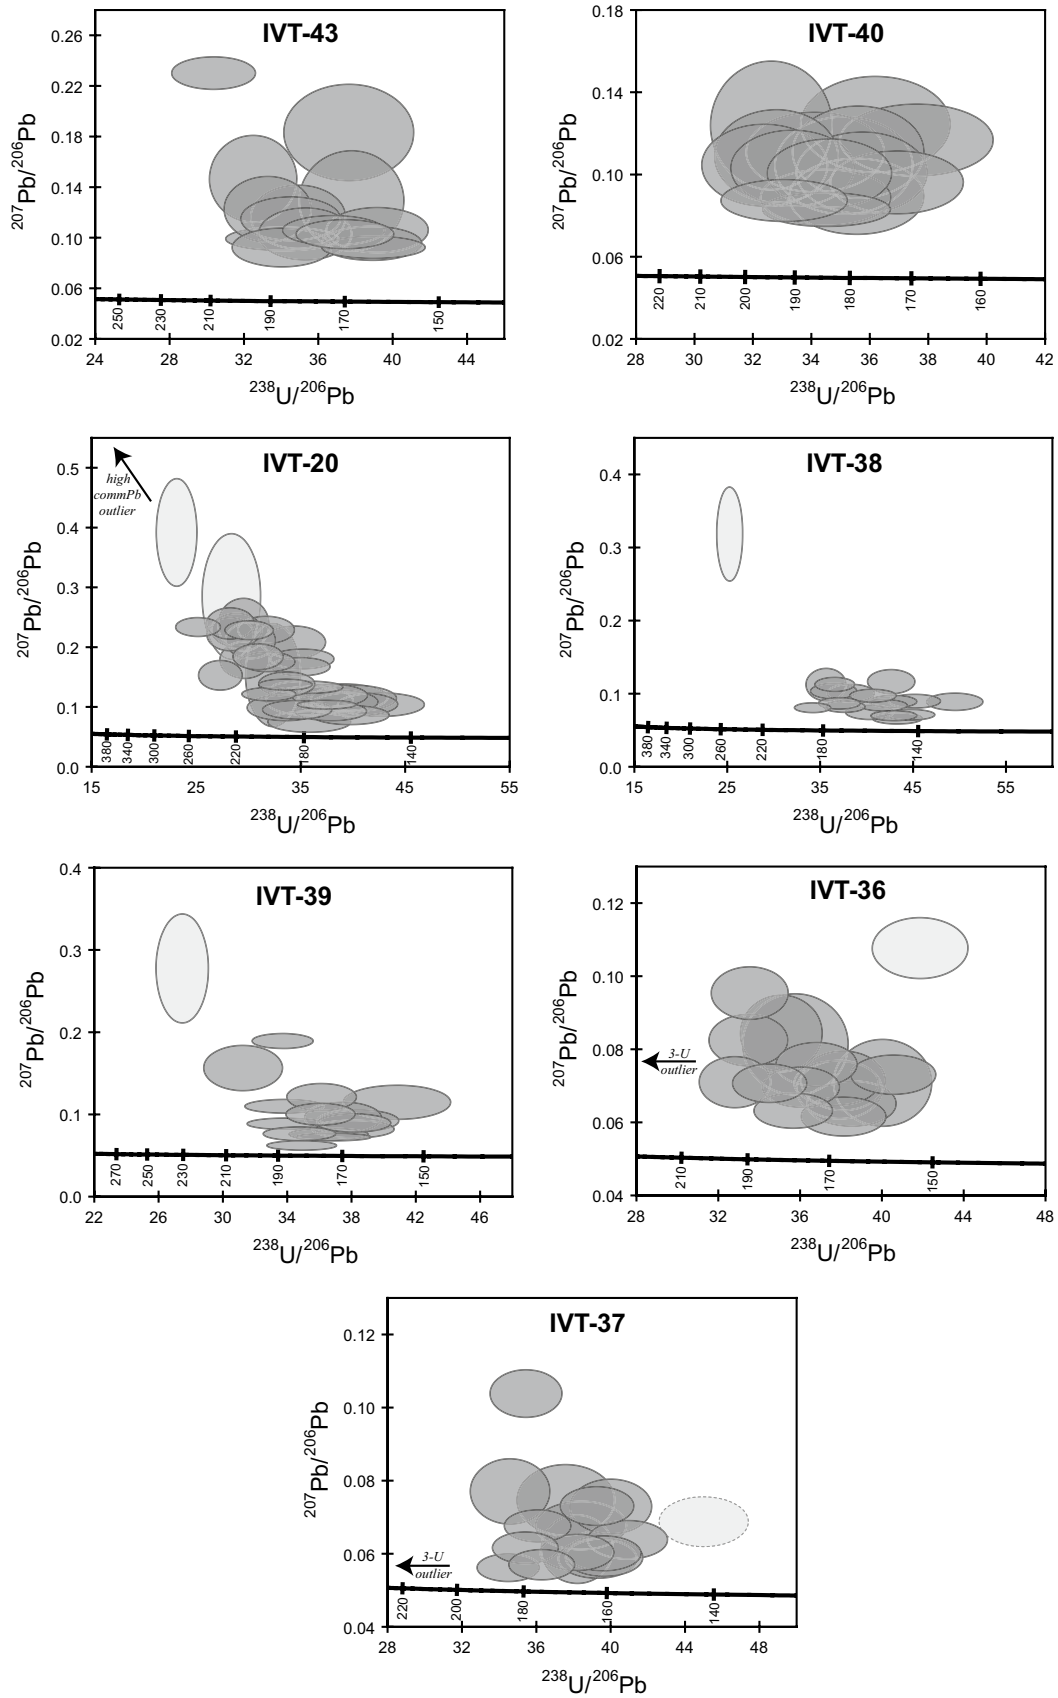 IVT-43
0.26
0.22
0.18
0.14
0.10
0.06
0.02
207Pb/206Pb
250
230
210
190
170
150
24 28 32 36 40 44
238U/206Pb
IVT-40
0.18
0.14
0.10
0.06
0.02
207Pb/206Pb
220
210
200
190
180
170
160
28 30 32 34 36 38 40 42
238U/206Pb
IVT-20
high
commPb
outlier
0.5
0.4
0.3
0.2
0.1
0.0
207Pb/206Pb
380
340
300
260
220
180
140
15 25 35 45 55
238U/206Pb
IVT-38
0.4
0.3
0.2
0.1
0.0
207Pb/206Pb
380
340
300
260
220
180
140
15 25 35 45 55
238U/206Pb
IVT-39
0.4
0.3
0.2
0.1
0.0
207Pb/206Pb
270
250
230
210
190
170
150
22 26 30 34 38 42 46
238U/206Pb
IVT-36
0.12
0.10
0.08
0.06
0.04
207Pb/206Pb
3-U
outlier
210
190
170
150
28 32 36 40 44 48
238U/206Pb
IVT-37
0.12
0.10
0.08
0.06
0.04
207Pb/206Pb
3-U
outlier
220
200
180
160
140
28 32 36 40 44 48
238U/206Pb